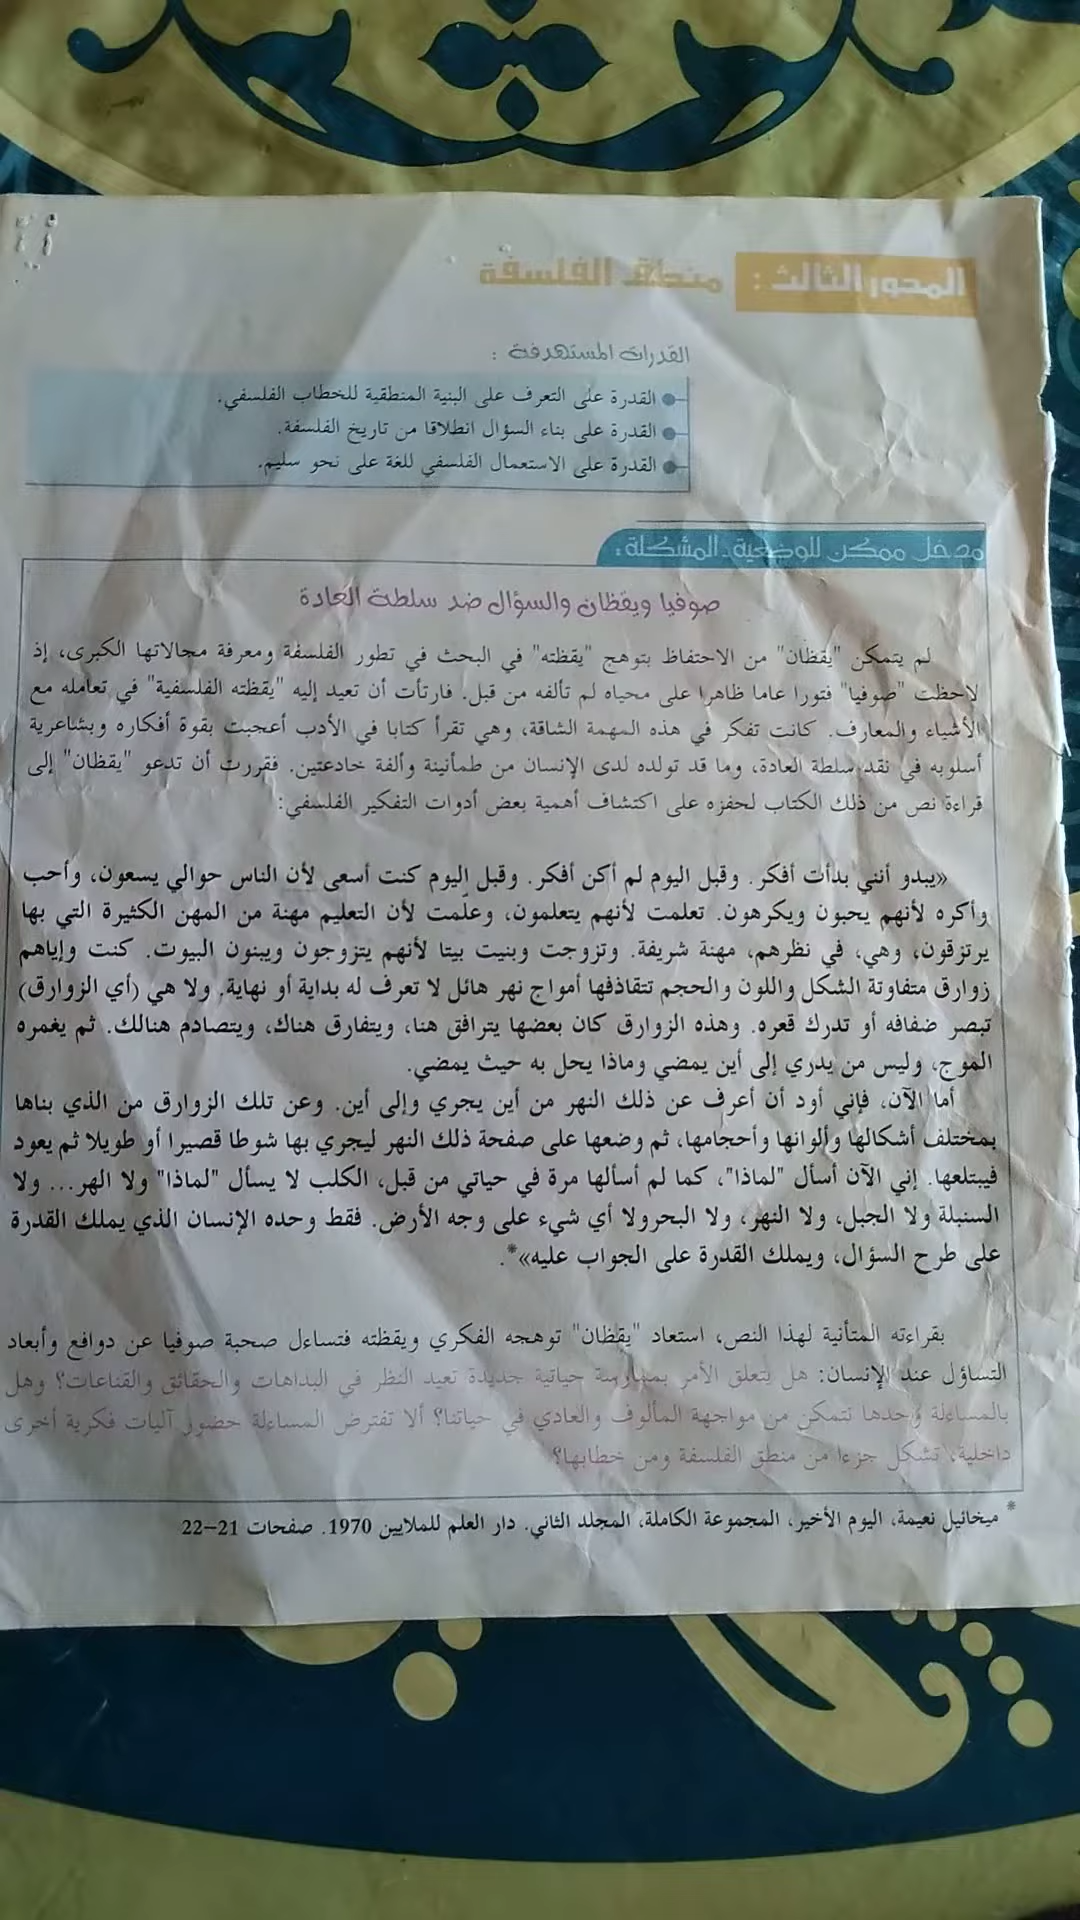 المحور الثالث : منطق الفلسفة
القدرات المستهدفة :
القدرة على التعرف على البنية المنطقية للخطاب الفلسفي.
القدرة على بناء السؤال انطلاقا من تاريخ الفلسفة.
القدرة على الاستعمال الفلسفي للغة على نحو سليم.
مدخل ممكن للوضعية-المشكلة :
صوفيا ويقظان والسؤال ضد سلطة العادة
لم يتمكن "يقظان" من الاحتفاظ بتوهج "يقظته" في البحث في تطور الفلسفة ومعرفة مجالاتها الكبرى، إذ
لاحظت "صوفيا" فتورا عاما ظاهرا على محياه لم تألفه من قبل. فارتأت أن تعيد إليه "يقظته الفلسفية" في تعامله مع
الأشياء والمعارف. كانت تفكر في هذه المهمة الشاقة، وهي تقرأ كتابا في الأدب أعجبت بقوة أفكاره وبشاعرية
أسلوبه في نقد سلطة العادة، وما قد تولده لدى الإنسان من طمأنينة وألفة خادعتين. فقررت أن تدعو "يقظان" إلى
قراءة نص من ذلك الكتاب لحفزه على اكتشاف أهمية بعض أدوات التفكير الفلسفي:
«يبدو أنني بدأت أفكر. وقبل اليوم لم أكن أفكر. وقبل اليوم كنت أسعى لأن الناس حوالي يسعون، وأحب
وأكره لأنهم يحبون ويكرهون. تعلمت لأنهم يتعلمون، وعلّمت لأن التعليم مهنة من المهن الكثيرة التي بها
يرتزقون، وهي، في نظرهم، مهنة شريفة. وتزوجت وبنيت بيتا لأنهم يتزوجون ويبنون البيوت. كنت وإياهم
زوارق متفاوتة الشكل واللون والحجم تتقاذفها أمواج نهر هائل لا تعرف له بداية أو نهاية. ولا هي (أي الزوارق)
تبصر ضفافه أو تدرك قعره. وهذه الزوارق كان بعضها يترافق هنا، ويتفارق هناك، ويتصادم هنالك. ثم يغمره
الموج، وليس من يدري إلى أين يمضي وماذا يحل به حيث يمضي.
أما الآن، فإني أود أن أعرف عن ذلك النهر من أين يجري وإلى أين. وعن تلك الزوارق من الذي بناها
بمختلف أشكالها وألوانها وأحجامها، ثم وضعها على صفحة ذلك النهر ليجري بها شوطا قصيرا أو طويلا ثم يعود
فيبتلعها. إني الآن أسأل "لماذا"، كما لم أسألها مرة في حياتي من قبل، الكلب لا يسأل "لماذا" ولا الهر... ولا
السنبلة ولا الجبل، ولا النهر، ولا البحرولا أي شيء على وجه الأرض. فقط وحده الإنسان الذي يملك القدرة
على طرح السؤال، ويملك القدرة على الجواب عليه»*.
بقراءته المتأنية لهذا النص، استعاد "يقظان" توهجه الفكري ويقظته فتساءل صحبة صوفيا عن دوافع وأبعاد
التساؤل عند الإنسان: هل يتعلق الأمر بممارسة حياتية جديدة تعيد النظر في البداهات والحقائق والقناعات؟ وهل
بالمساءلة وحدها نتمكن من مواجهة المألوف والعادي في حياتنا؟ ألا تفترض المساءلة حضور آليات فكرية أخرى
داخلية، تشكل جزءا من منطق الفلسفة ومن خطابها؟
* ميخائيل نعيمة، اليوم الأخير، المجموعة الكاملة، المجلد الثاني. دار العلم للملايين 1970. صفحات 21-22